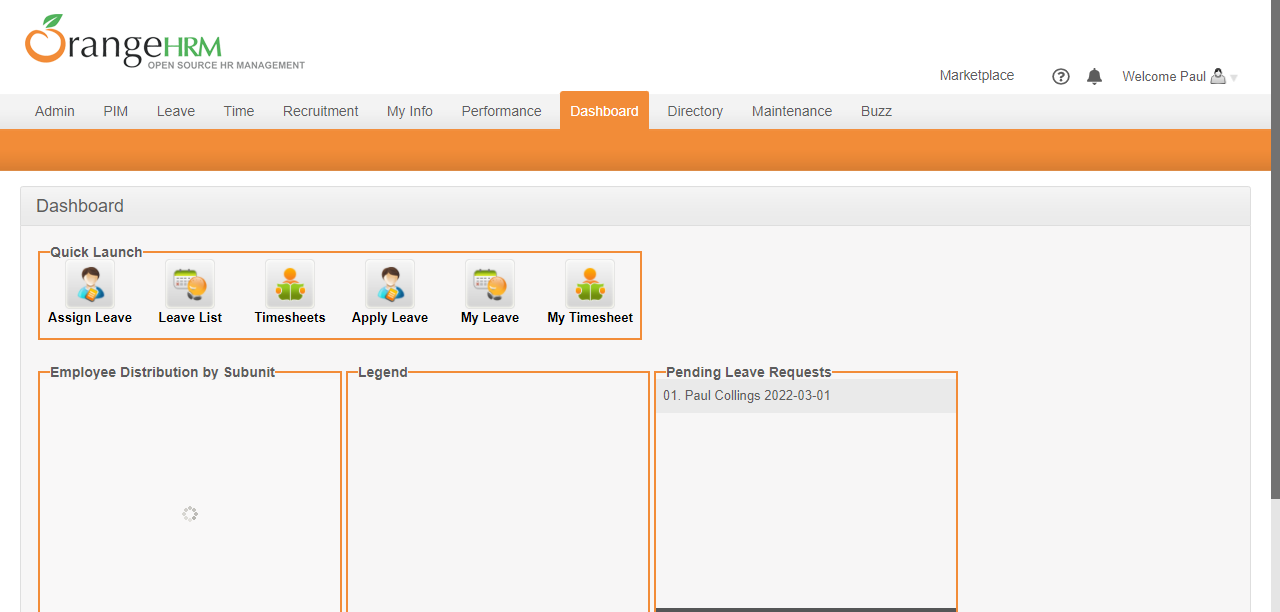 OrangeHRM
OPEN SOURCE HR MANAGEMENT
Marketplace ? Welcome Paul
Admin PIM Leave Time Recruitment My Info Performance Dashboard Directory Maintenance Buzz
Dashboard
Quick Launch
Assign Leave Leave List Timesheets Apply Leave My Leave My Timesheet
Employee Distribution by Subunit Legend Pending Leave Requests
01. Paul Collings 2022-03-01